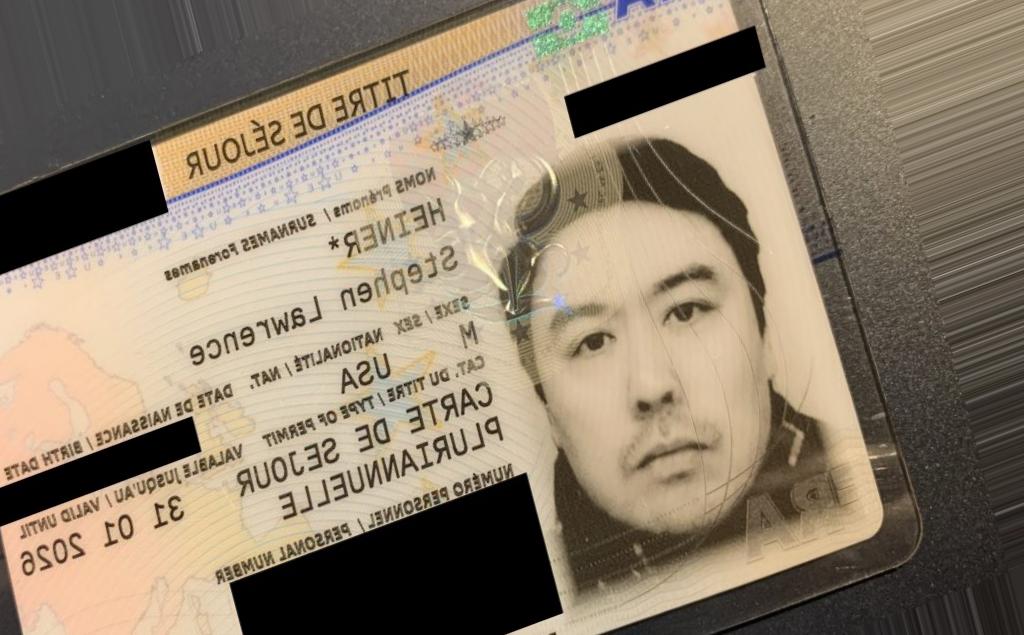 TITRE DE SÉJOUR
NOMS Prénoms / SURNAMES Forenames
HEINER*
Stephen Lawrence
SEXE / SEX NATIONALITÉ / NAT. DATE DE NAISSANCE / BIRTH DATE
M USA
CAT. DU TITRE / TYPE OF PERMIT VALABLE JUSQU'AU / VALID UNTIL
CARTE DE SEJOUR 31 01 2026
PLURIANNUELLE
NUMÉRO PERSONNEL / PERSONAL NUMBER